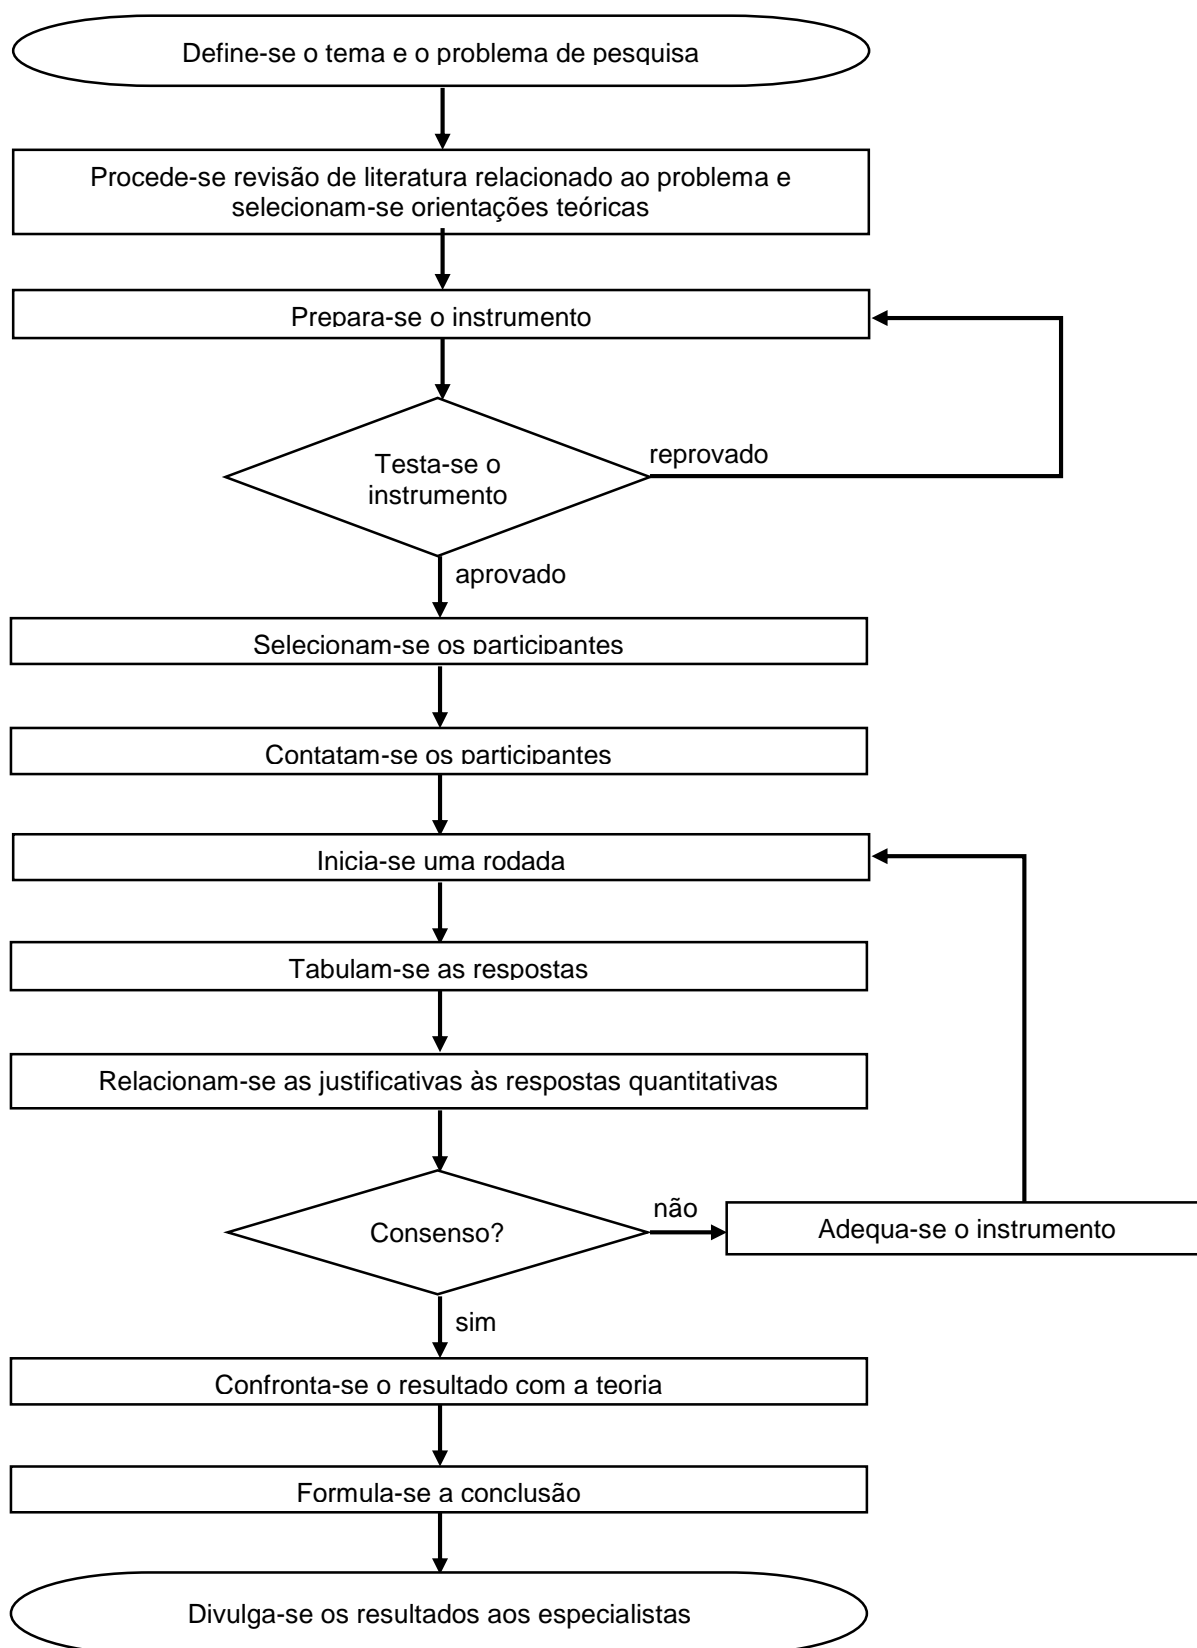 Define-se o tema e o problema de pesquisa
Procede-se revisão de literatura relacionado ao problema e
selecionam-se orientações teóricas
Prepara-se o instrumento
Testa-se o
instrumento
reprovado
aprovado
Selecionam-se os participantes
Contatam-se os participantes
Inicia-se uma rodada
Tabulam-se as respostas
Relacionam-se as justificativas às respostas quantitativas
Consenso?
não
Adequa-se o instrumento
sim
Confronta-se o resultado com a teoria
Formula-se a conclusão
Divulga-se os resultados aos especialistas